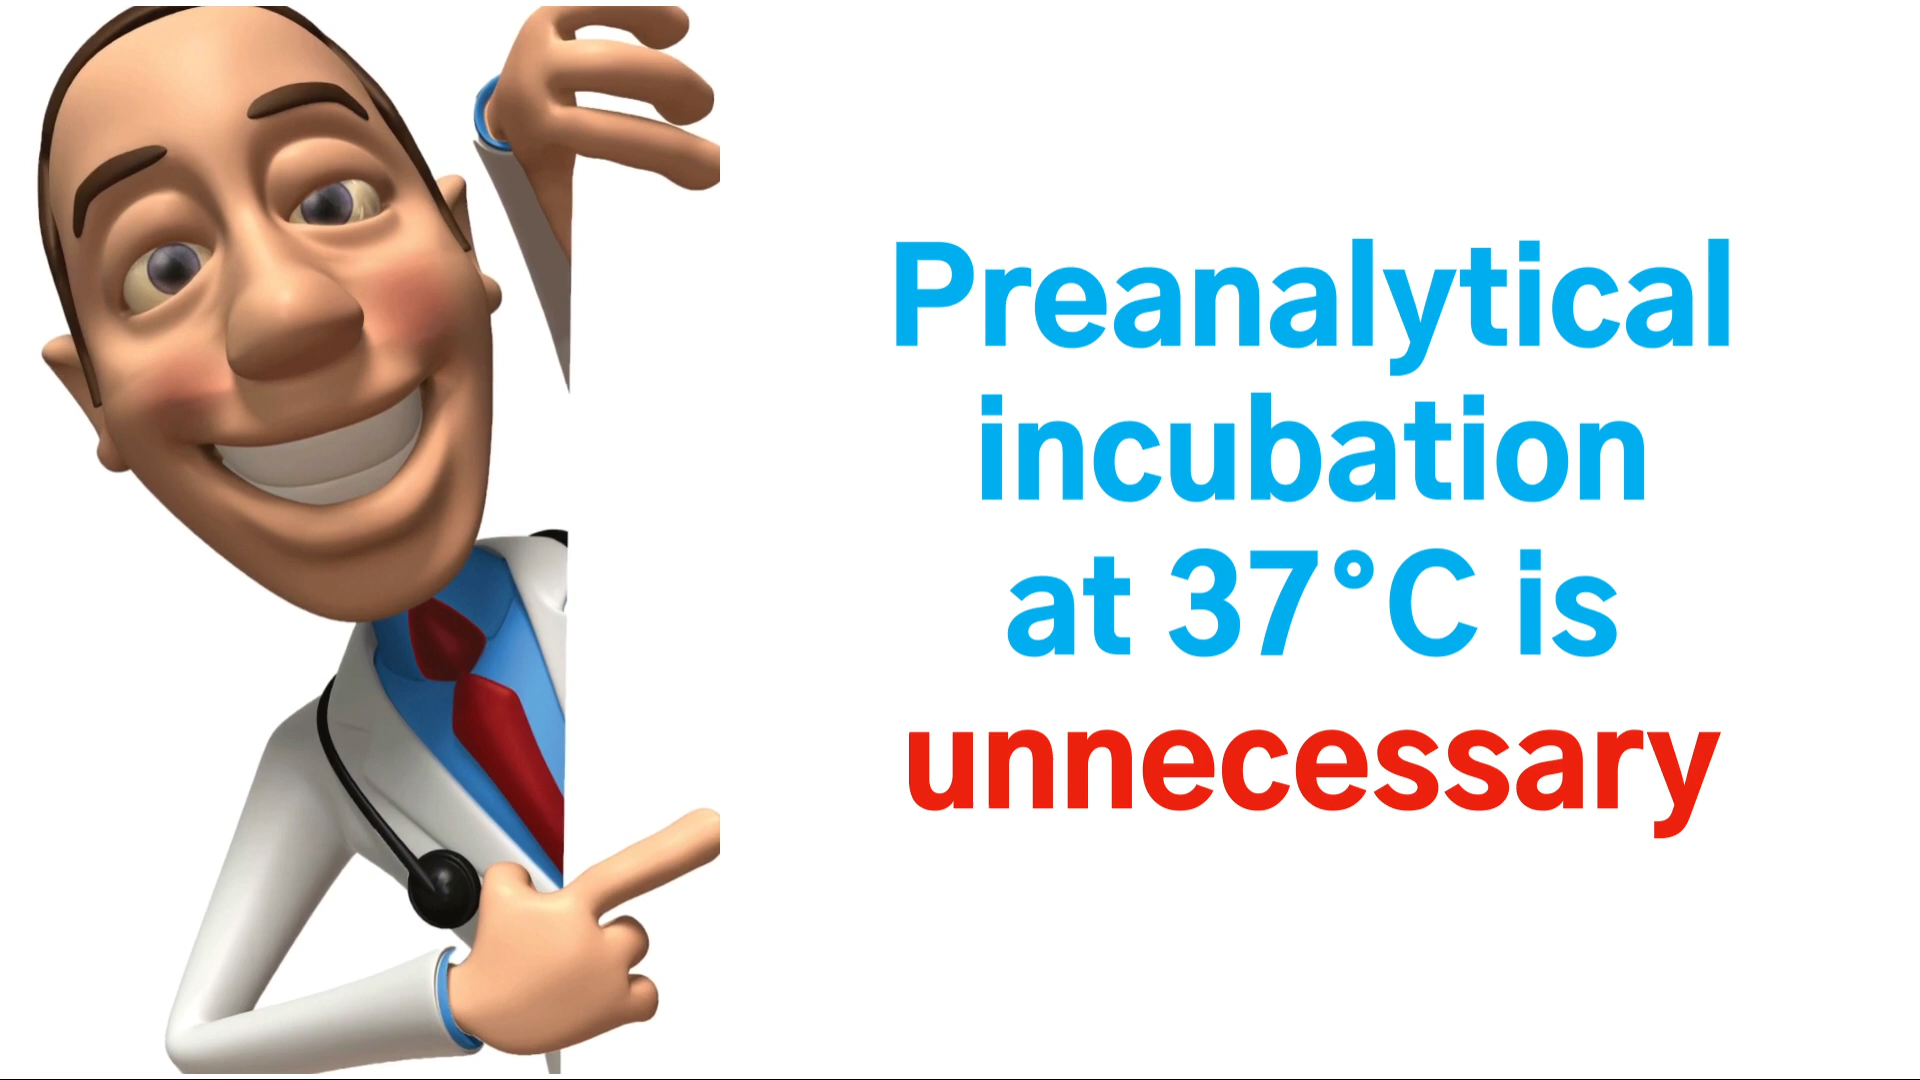 Preanalytical
incubation
at 37°C is
unnecessary